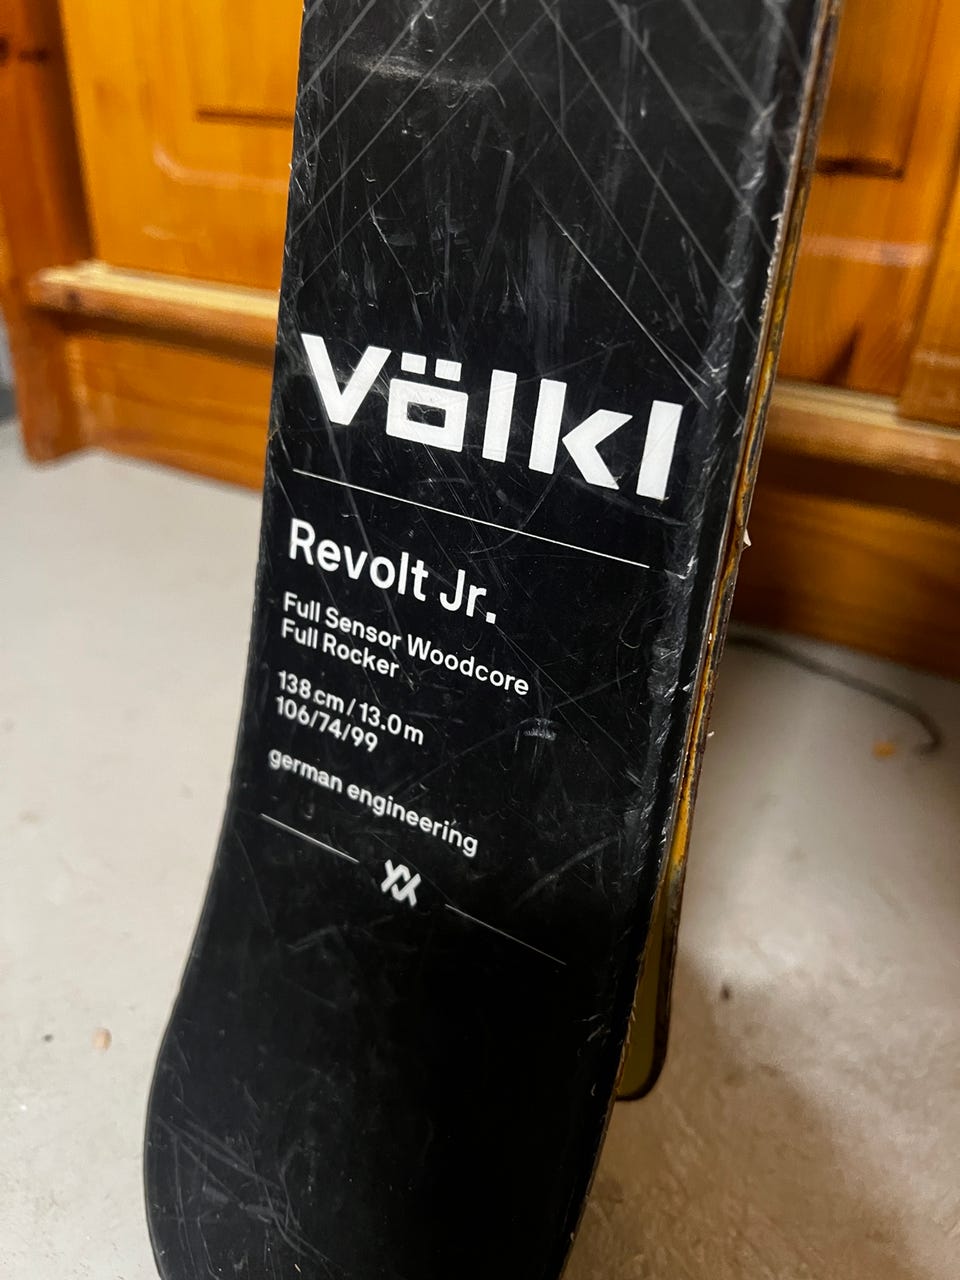 Völkl
Revolt Jr.
Full Sensor Woodcore
Full Rocker
138 cm / 13.0 m
106/74/99
german engineering